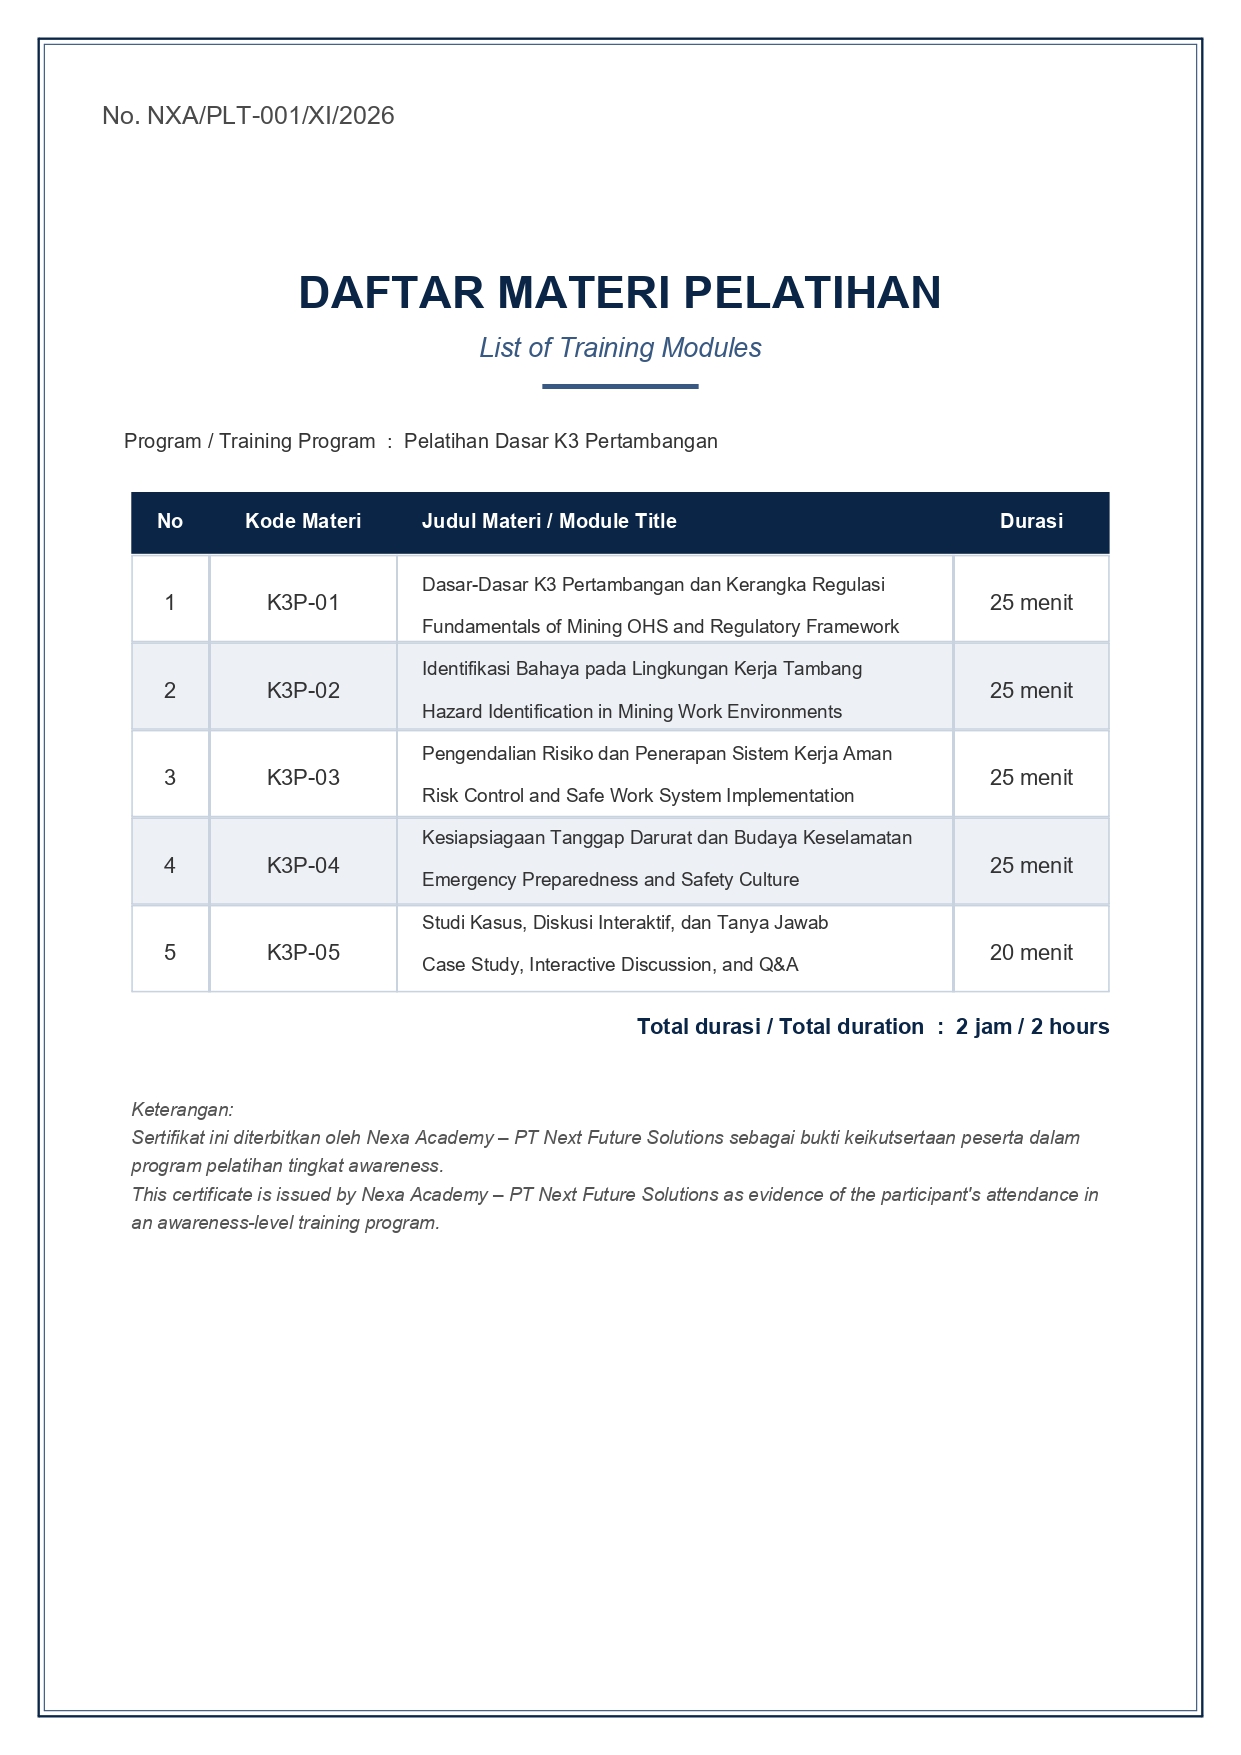 No. NXA/PLT-001/XI/2026
DAFTAR MATERI PELATIHAN
List of Training Modules
Program / Training Program : Pelatihan Dasar K3 Pertambangan
No Kode Materi Judul Materi / Module Title Durasi
1 K3P-01 Dasar-Dasar K3 Pertambangan dan Kerangka Regulasi 25 menit
Fundamentals of Mining OHS and Regulatory Framework
2 K3P-02 Identifikasi Bahaya pada Lingkungan Kerja Tambang 25 menit
Hazard Identification in Mining Work Environments
3 K3P-03 Pengendalian Risiko dan Penerapan Sistem Kerja Aman 25 menit
Risk Control and Safe Work System Implementation
4 K3P-04 Kesiapsiagaan Tanggap Darurat dan Budaya Keselamatan 25 menit
Emergency Preparedness and Safety Culture
5 K3P-05 Studi Kasus, Diskusi Interaktif, dan Tanya Jawab 20 menit
Case Study, Interactive Discussion, and Q&A
Total durasi / Total duration : 2 jam / 2 hours
Keterangan:
Sertifikat ini diterbitkan oleh Nexa Academy – PT Next Future Solutions sebagai bukti keikutsertaan peserta dalam
program pelatihan tingkat awareness.
This certificate is issued by Nexa Academy – PT Next Future Solutions as evidence of the participant's attendance in
an awareness-level training program.